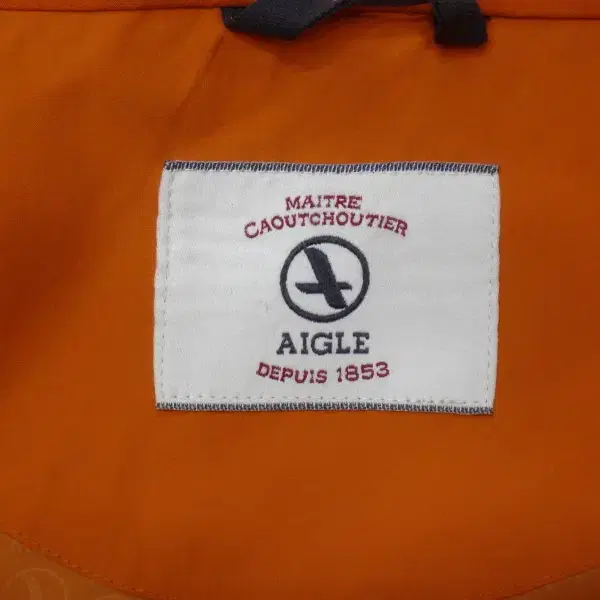 MAITRE
CAOUTCHOUTIER
AIGLE
DEPUIS 1853